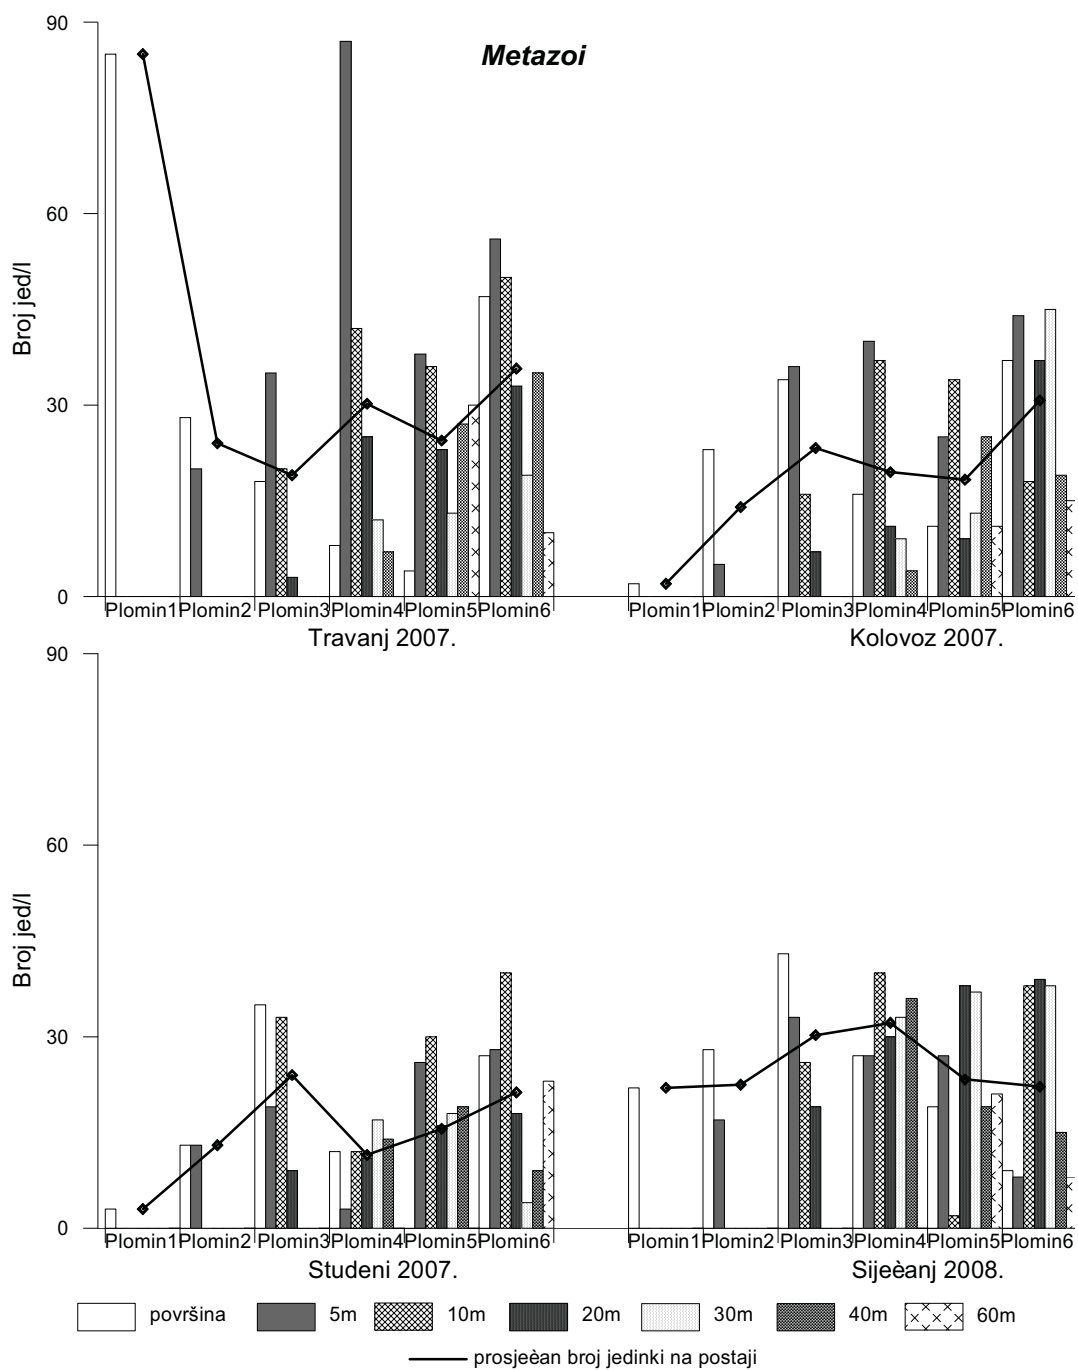 Metazoi
90
60
30
0
Broj jed/l
Plomin1 Plomin2 Plomin3 Plomin4 Plomin5 Plomin6
Travanj 2007.
Plomin1 Plomin2 Plomin3 Plomin4 Plomin5 Plomin6
Kolovoz 2007.
90
60
30
0
Broj jed/l
Plomin1 Plomin2 Plomin3 Plomin4 Plomin5 Plomin6
Studeni 2007.
Plomin1 Plomin2 Plomin3 Plomin4 Plomin5 Plomin6
Sijeèanj 2008.
površina 5m 10m 20m 30m 40m 60m
prosjeèan broj jedinki na postaji